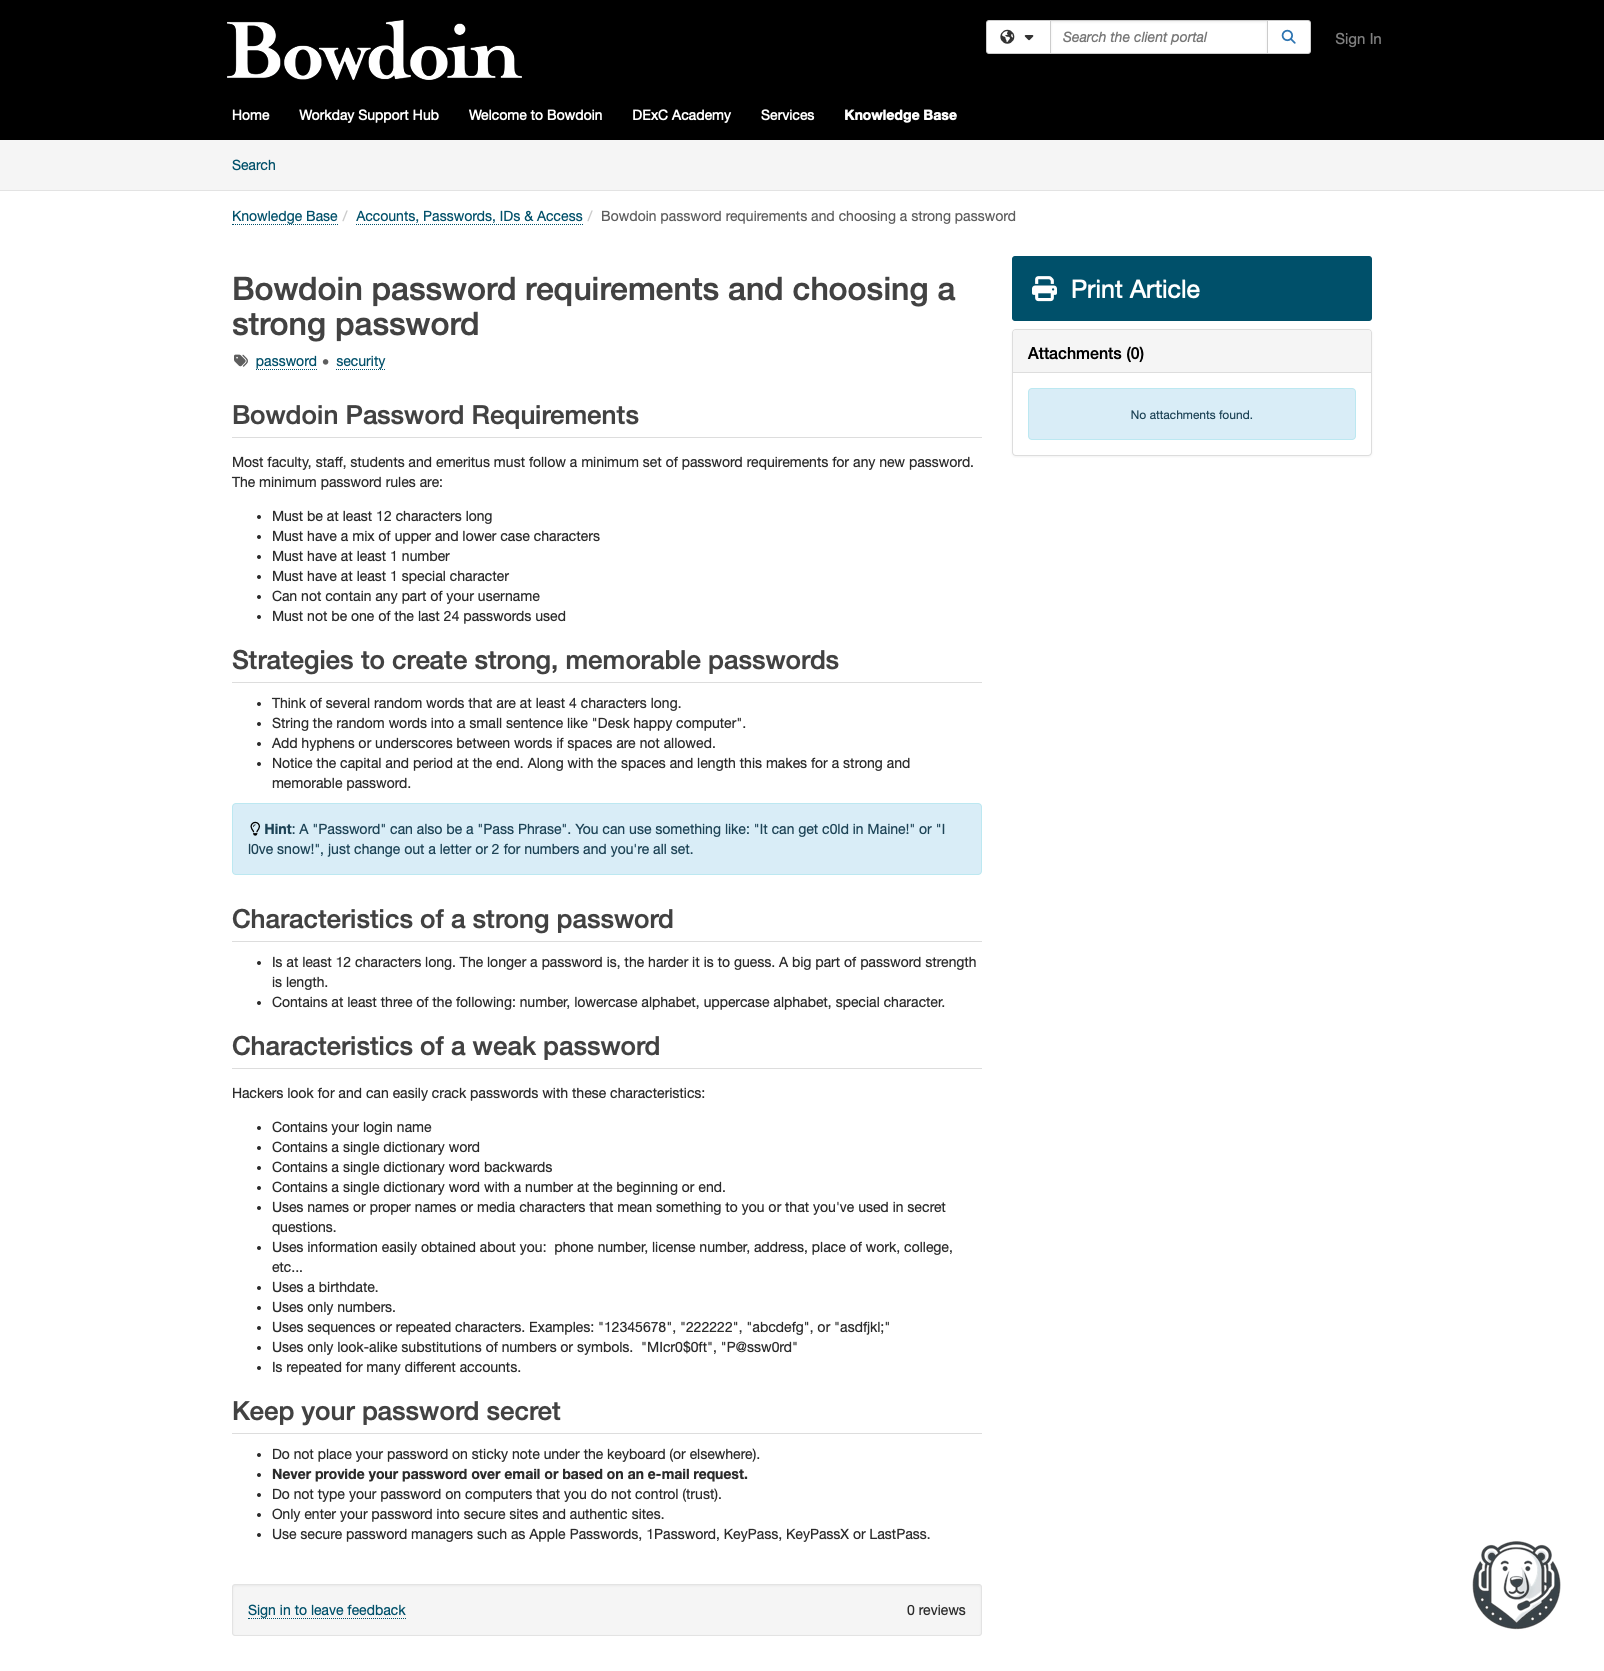 Bowdoin
Search the client portal
Sign In
Home Workday Support Hub Welcome to Bowdoin DExC Academy Services Knowledge Base
Search
Knowledge Base / Accounts, Passwords, IDs & Access / Bowdoin password requirements and choosing a strong password
Bowdoin password requirements and choosing a
strong password
password • security
Print Article
Attachments (0)
No attachments found.
Bowdoin Password Requirements
Most faculty, staff, students and emeritus must follow a minimum set of password requirements for any new password.
The minimum password rules are:
• Must be at least 12 characters long
• Must have a mix of upper and lower case characters
• Must have at least 1 number
• Must have at least 1 special character
• Can not contain any part of your username
• Must not be one of the last 24 passwords used
Strategies to create strong, memorable passwords
• Think of several random words that are at least 4 characters long.
• String the random words into a small sentence like "Desk happy computer".
• Add hyphens or underscores between words if spaces are not allowed.
• Notice the capital and period at the end. Along with the spaces and length this makes for a strong and
memorable password.
Hint: A "Password" can also be a "Pass Phrase". You can use something like: "It can get c0ld in Maine!" or "I
l0ve snow!", just change out a letter or 2 for numbers and you're all set.
Characteristics of a strong password
• Is at least 12 characters long. The longer a password is, the harder it is to guess. A big part of password strength
is length.
• Contains at least three of the following: number, lowercase alphabet, uppercase alphabet, special character.
Characteristics of a weak password
Hackers look for and can easily crack passwords with these characteristics:
• Contains your login name
• Contains a single dictionary word
• Contains a single dictionary word backwards
• Contains a single dictionary word with a number at the beginning or end.
• Uses names or proper names or media characters that mean something to you or that you've used in secret
questions.
• Uses information easily obtained about you:  phone number, license number, address, place of work, college,
etc...
• Uses a birthdate.
• Uses only numbers.
• Uses sequences or repeated characters. Examples: "12345678", "222222", "abcdefg", or "asdfjkl;"
• Uses only look-alike substitutions of numbers or symbols.  "MIcr0$0ft", "P@ssw0rd"
• Is repeated for many different accounts.
Keep your password secret
• Do not place your password on sticky note under the keyboard (or elsewhere).
• Never provide your password over email or based on an e-mail request.
• Do not type your password on computers that you do not control (trust).
• Only enter your password into secure sites and authentic sites.
• Use secure password managers such as Apple Passwords, 1Password, KeyPass, KeyPassX or LastPass.
Sign in to leave feedback
0 reviews